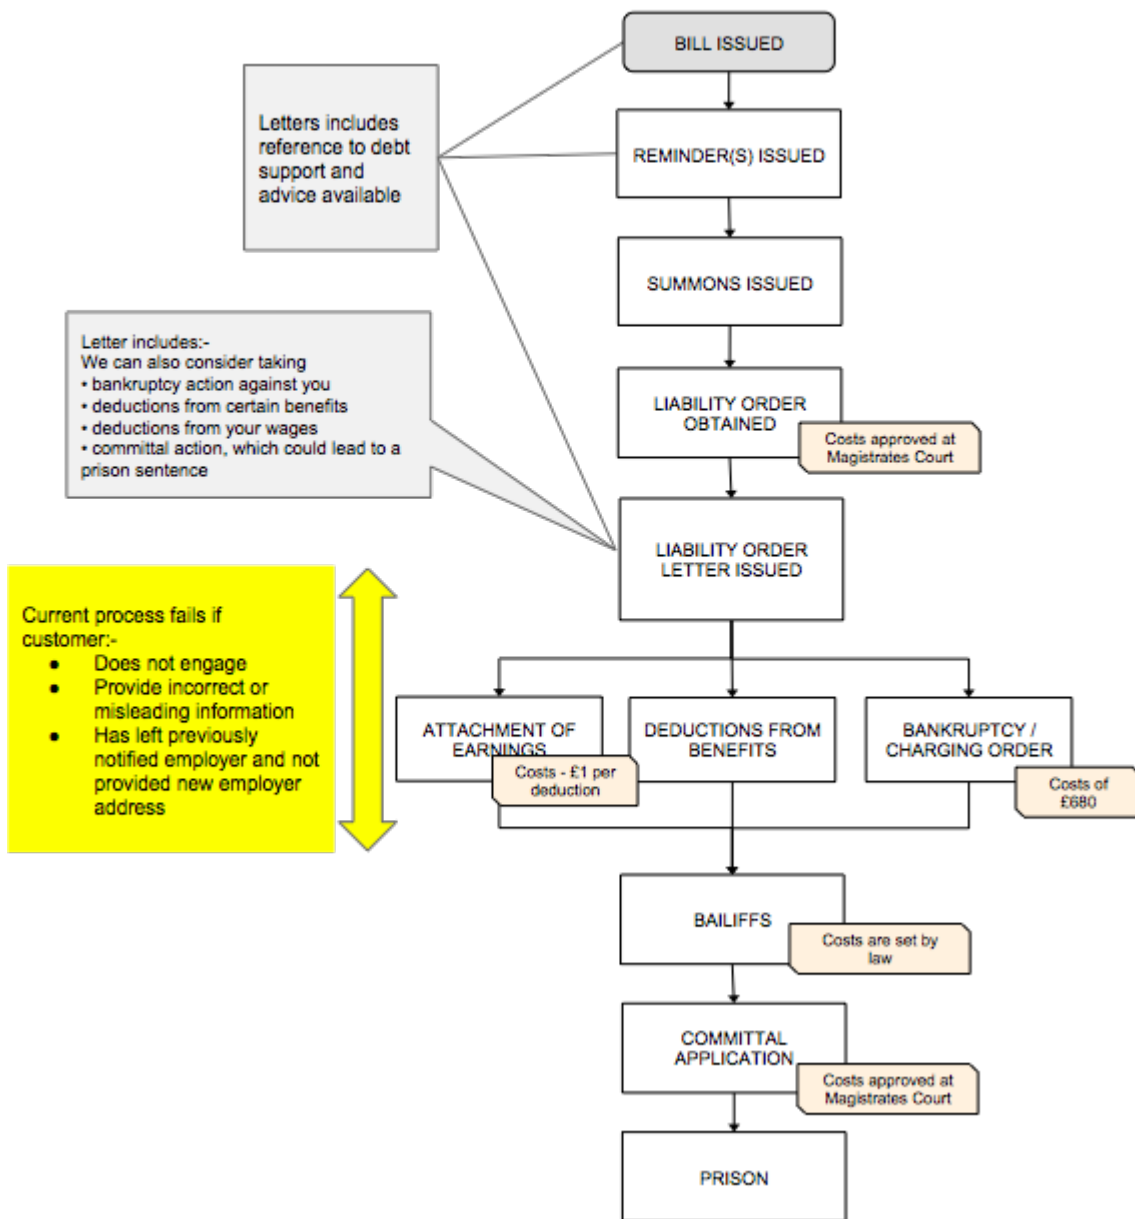 BILL ISSUED
Letters includes
reference to debt
support and
advice available
REMINDER(S) ISSUED
SUMMONS ISSUED
Letter includes:-
We can also consider taking
• bankruptcy action against you
• deductions from certain benefits
• deductions from your wages
• committal action, which could lead to a
prison sentence
LIABILITY ORDER
OBTAINED
Costs approved at
Magistrates Court
LIABILITY ORDER
LETTER ISSUED
Current process fails if
customer:-
● Does not engage
● Provide incorrect or
misleading information
● Has left previously
notified employer and not
provided new employer
address
ATTACHMENT OF
EARNINGS
Costs - £1 per
deduction
DEDUCTIONS FROM
BENEFITS
BANKRUPTCY /
CHARGING ORDER
Costs of
£680
BAILIFFS
Costs are set by
law
COMMITTAL
APPLICATION
Costs approved at
Magistrates Court
PRISON